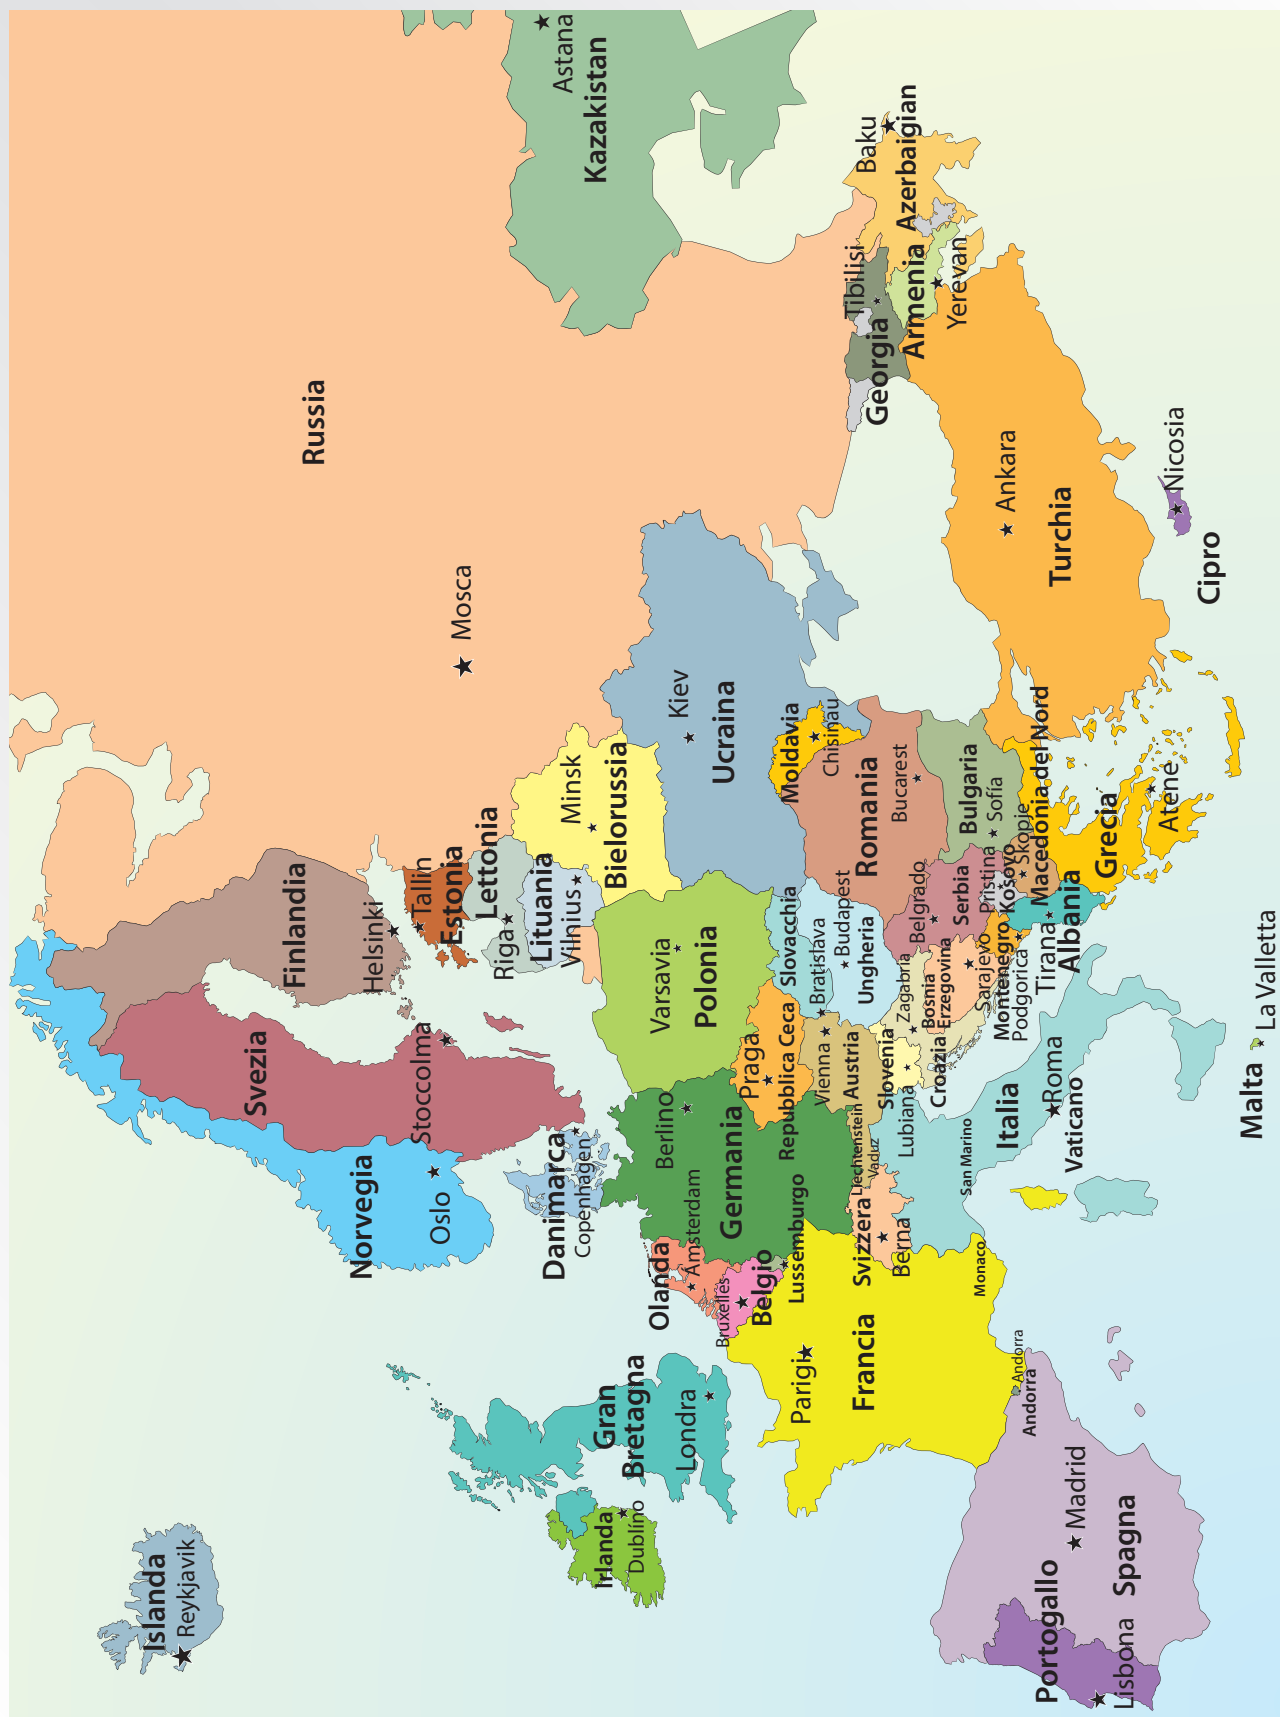 Islanda
Reykjavik
Norvegia
Oslo
Svezia
Stoccolma
Finlandia
Helsinki
Russia
Mosca
Estonia
Tallin
Lettonia
Riga
Lituania
Vilnius
Bielorussia
Minsk
Kazakistan
Astana
Danimarca
Copenhagen
Irlanda
Dublino
Gran
Bretagna
Londra
Olanda
Amsterdam
Belgio
Bruxelles
Lussemburgo
Germania
Berlino
Polonia
Varsavia
Ucraina
Kiev
Repubblica Ceca
Praga
Slovacchia
Bratislava
Austria
Vienna
Ungheria
Budapest
Moldavia
Chisinau
Romania
Bucarest
Francia
Parigi
Svizzera
Berna
Liechtenstein
Vaduz
Slovenia
Lubiana
Croazia
Zagabria
Bosnia
Erzegovina
Sarajevo
Serbia
Belgrado
Montenegro
Podgorica
Kosovo
Pristina
Bulgaria
Sofía
Macedonia del Nord
Skopje
Albania
Tirana
Grecia
Atene
Italia
Roma
Vaticano
San Marino
Monaco
Andorra
Andorra
Spagna
Madrid
Portogallo
Lisbona
Malta
La Valletta
Turchia
Ankara
Cipro
Nicosia
Georgia
Tibilisi
Armenia
Yerevan
Azerbaigian
Baku